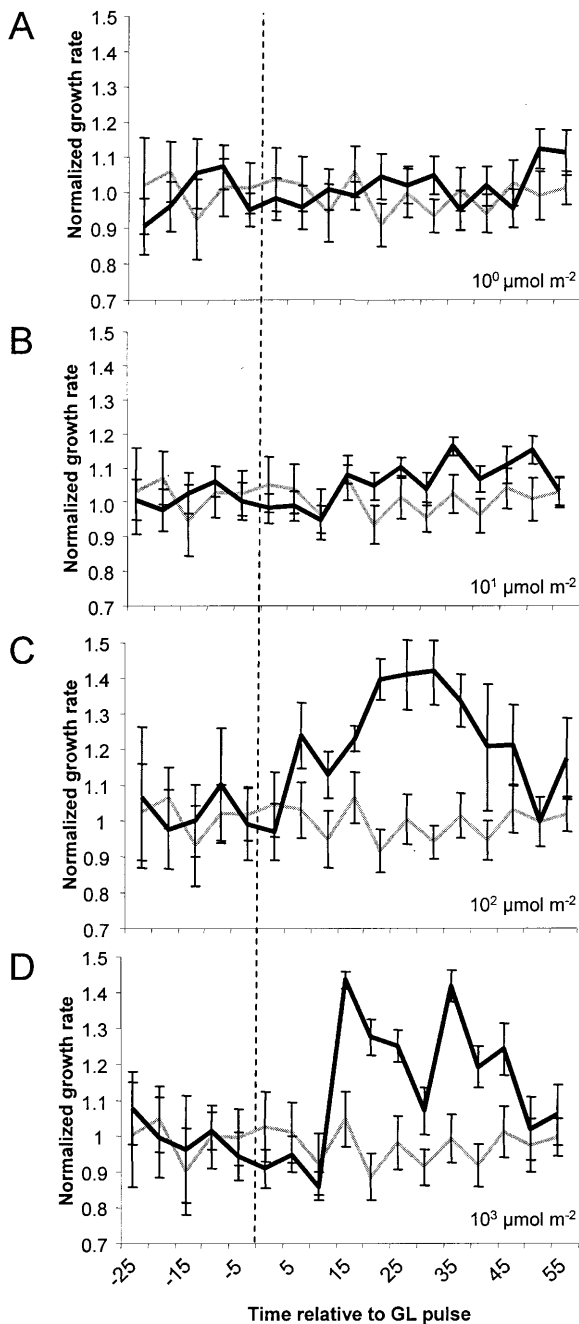 A
Normalized growth rate
1.5
1.4
1.3
1.2
1.1
1.0
0.9
0.8
0.7
10⁰ µmol m⁻²
B
Normalized growth rate
1.5
1.4
1.3
1.2
1.1
1.0
0.9
0.8
0.7
10¹ µmol m⁻²
C
Normalized growth rate
1.5
1.4
1.3
1.2
1.1
1
0.9
0.8
0.7
10² µmol m⁻²
D
Normalized growth rate
1.5
1.4
1.3
1.2
1.1
1
0.9
0.8
0.7
10³ µmol m⁻²
-25 -15 -5 5 15 25 35 45 55
Time relative to GL pulse